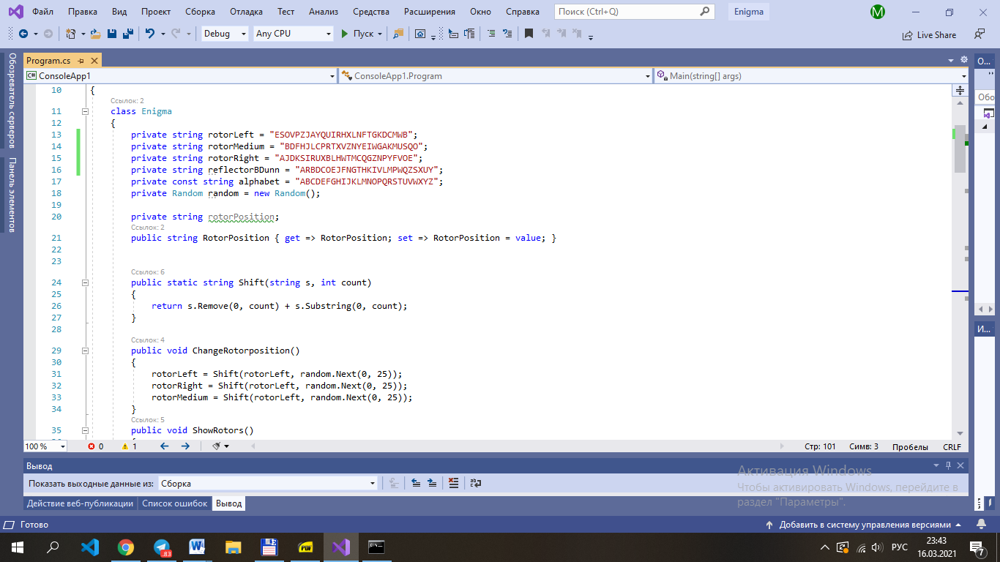 Файл Правка Вид Проект Сборка Отладка Тест Анализ Средства Расширения Окно Справка Поиск (Ctrl+Q) Enigma M
Debug Any CPU Пуск Live Share
Обозреватель серверов
Панель элементов
Program.cs
ConsoleApp1 ConsoleApp1.Program Main(string[] args)
10 {
Ссылок: 2
11 class Enigma
12 {
13 private string rotorLeft = "ESOVPZJAYQUIRHXLNFTGKDCMWB";
14 private string rotorMedium = "BDFHJLCPRTXVZNYEIWGAKMUSQO";
15 private string rotorRight = "AJDKSIRUXBLHWTMCQGZNPYFVOE";
16 private string reflectorBDunn = "ARBDCOEJFNGTHKIVLMPWQZSXUY";
17 private const string alphabet = "ABCDEFGHIJKLMNOPQRSTUVWXYZ";
18 private Random random = new Random();
19
20 private string rotorPosition;
Ссылок: 2
21 public string RotorPosition { get => RotorPosition; set => RotorPosition = value; }
22
23
Ссылок: 6
24 public static string Shift(string s, int count)
25 {
26 return s.Remove(0, count) + s.Substring(0, count);
27 }
28
Ссылок: 4
29 public void ChangeRotorposition()
30 {
31 rotorLeft = Shift(rotorLeft, random.Next(0, 25));
32 rotorRight = Shift(rotorLeft, random.Next(0, 25));
33 rotorMedium = Shift(rotorLeft, random.Next(0, 25));
34 }
Ссылок: 5
35 public void ShowRotors()
О...
Обо
И...
100 % 0 1 Стр: 101 Симв: 3 Пробелы CRLF
Вывод
Показать выходные данные из: Сборка
Действие веб-публикации Список ошибок Вывод
Активация Windows
Чтобы активировать Windows, перейдите в
раздел "Параметры".
Готово Добавить в систему управления версиями
83 PDF РУС 23:43
16.03.2021 7